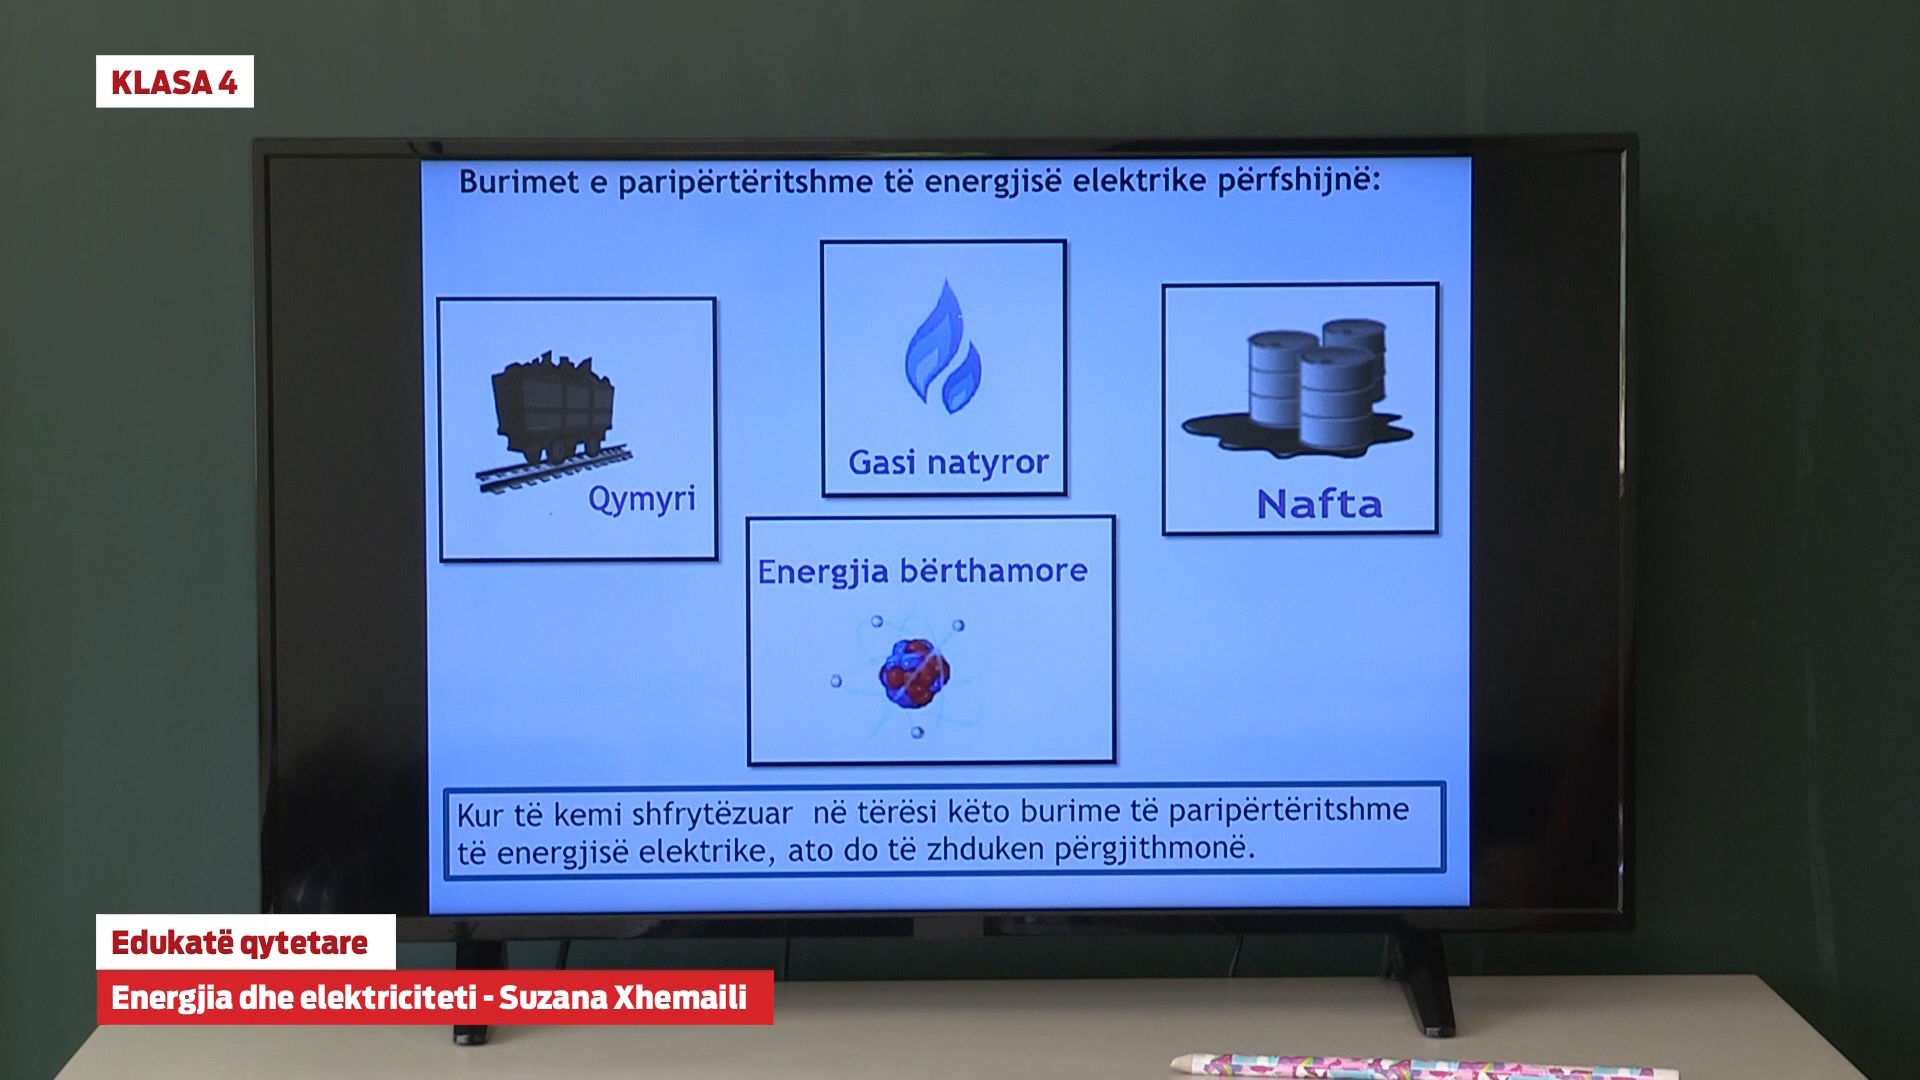 KLASA 4
Burimet e paripërtëritshme të energjisë elektrike përfshijnë:
Qymyri
Gasi natyror
Nafta
Energjia bërthamore
Kur të kemi shfrytëzuar në tërësi këto burime të paripërtëritshme
të energjisë elektrike, ato do të zhduken përgjithmonë.
Edukatë qytetare
Energjia dhe elektriciteti - Suzana Xhemaili